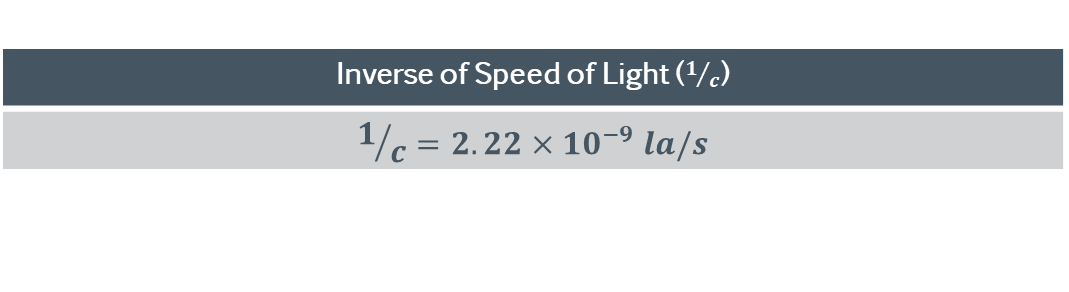 Inverse of Speed of Light (1/c)
1/c = 2.22 × 10⁻⁹ la/s